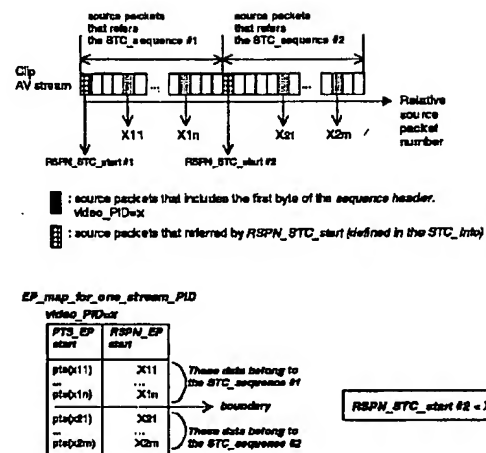 source packets
that refers
the STC_sequence #1
source packets
that refers
the STC_sequence #2
Clip
AV stream
...
...
Relative
source
packet
number
X11
X1n
X21
X2m
RSPN_STC_start #1
RSPN_STC_start #2
: source packets that includes the first byte of the sequence header.
video_PID=x
: source packets that referred by RSPN_STC_start (defined in the STC_Info)
EP_map_for_one_stream_PID
video_PID=x
PTS_EP
start
RSPN_EP
start
pts(x11)
X11
...
...
pts(x1n)
X1n
These data belong to
the STC_sequence #1
boundary
pts(x21)
X21
...
...
pts(x2m)
X2m
These data belong to
the STC_sequence #2
RSPN_STC_start #2 < X